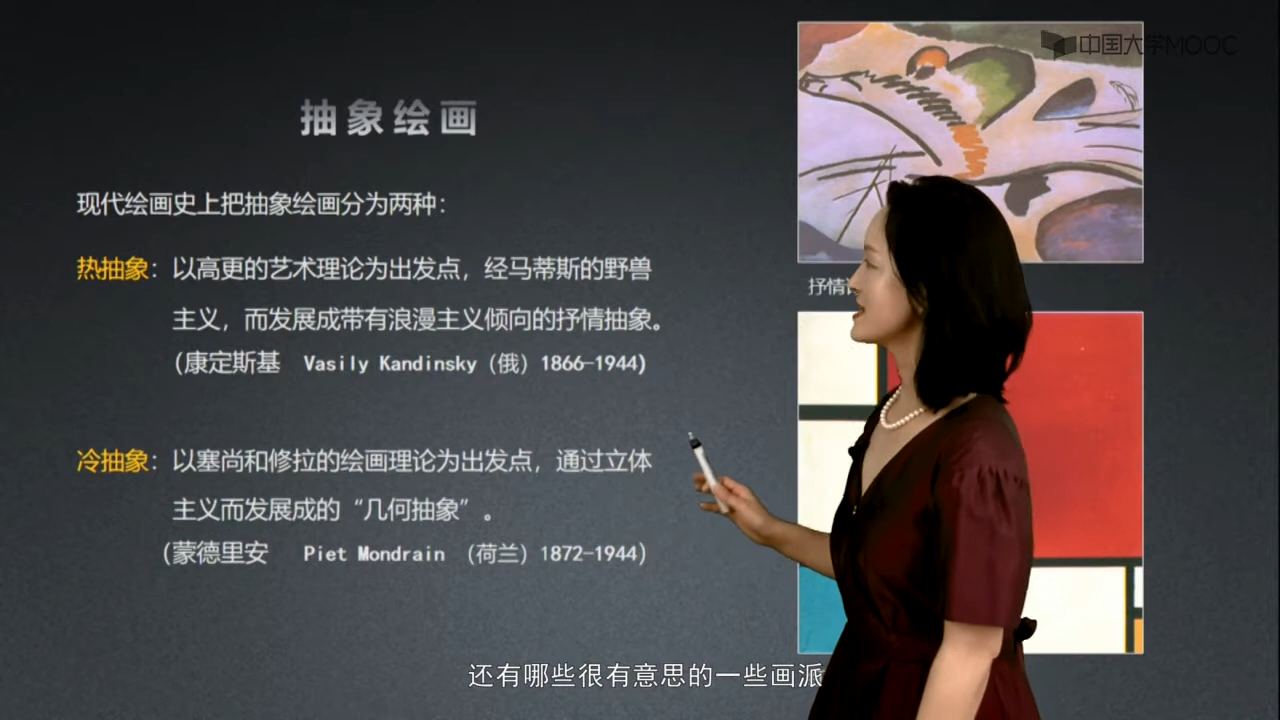 中国大学MOOC
抽象绘画
现代绘画史上把抽象绘画分为两种：
热抽象：以高更的艺术理论为出发点，经马蒂斯的野兽
主义，而发展成带有浪漫主义倾向的抒情抽象。
（康定斯基 Vasily Kandinsky（俄）1866-1944）
抒情
冷抽象：以塞尚和修拉的绘画理论为出发点，通过立体
主义而发展成的“几何抽象”。
（蒙德里安 Piet Mondrain （荷兰）1872-1944）
还有哪些很有意思的一些画派